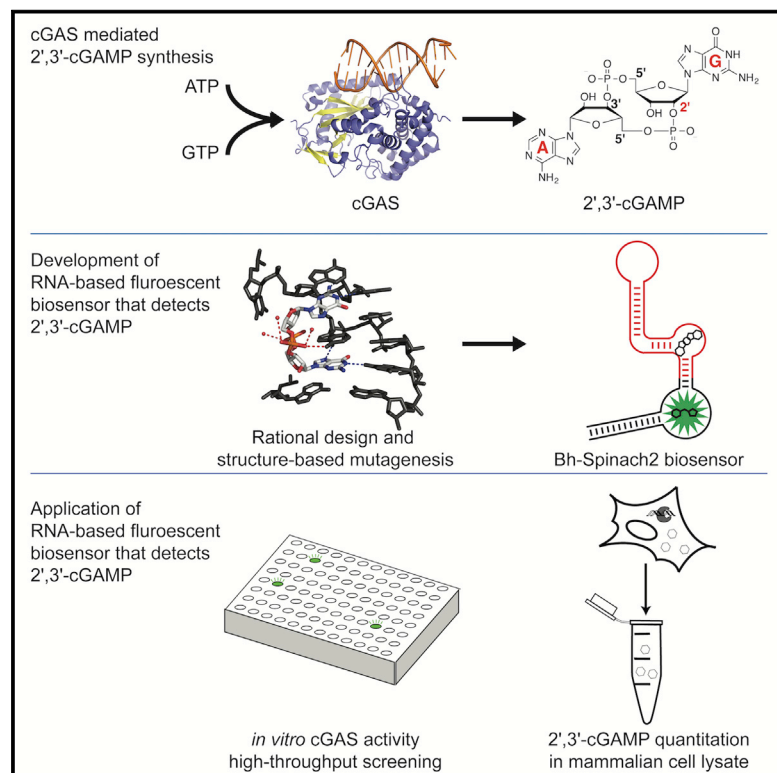 cGAS mediated
2',3'-cGAMP synthesis
ATP
GTP
cGAS
O
N
NH
G
N
N
NH₂
5'
O
O
P
O
O
OH
3'
O
2'
OH
O
O
O
P
O
O
5'
N
N
A
N
N
NH₂
2',3'-cGAMP
Development of
RNA-based fluroescent
biosensor that detects
2',3'-cGAMP
Rational design and
structure-based mutagenesis
Bh-Spinach2 biosensor
Application of
RNA-based fluroescent
biosensor that detects
2',3'-cGAMP
in vitro cGAS activity
high-throughput screening
2',3'-cGAMP quantitation
in mammalian cell lysate